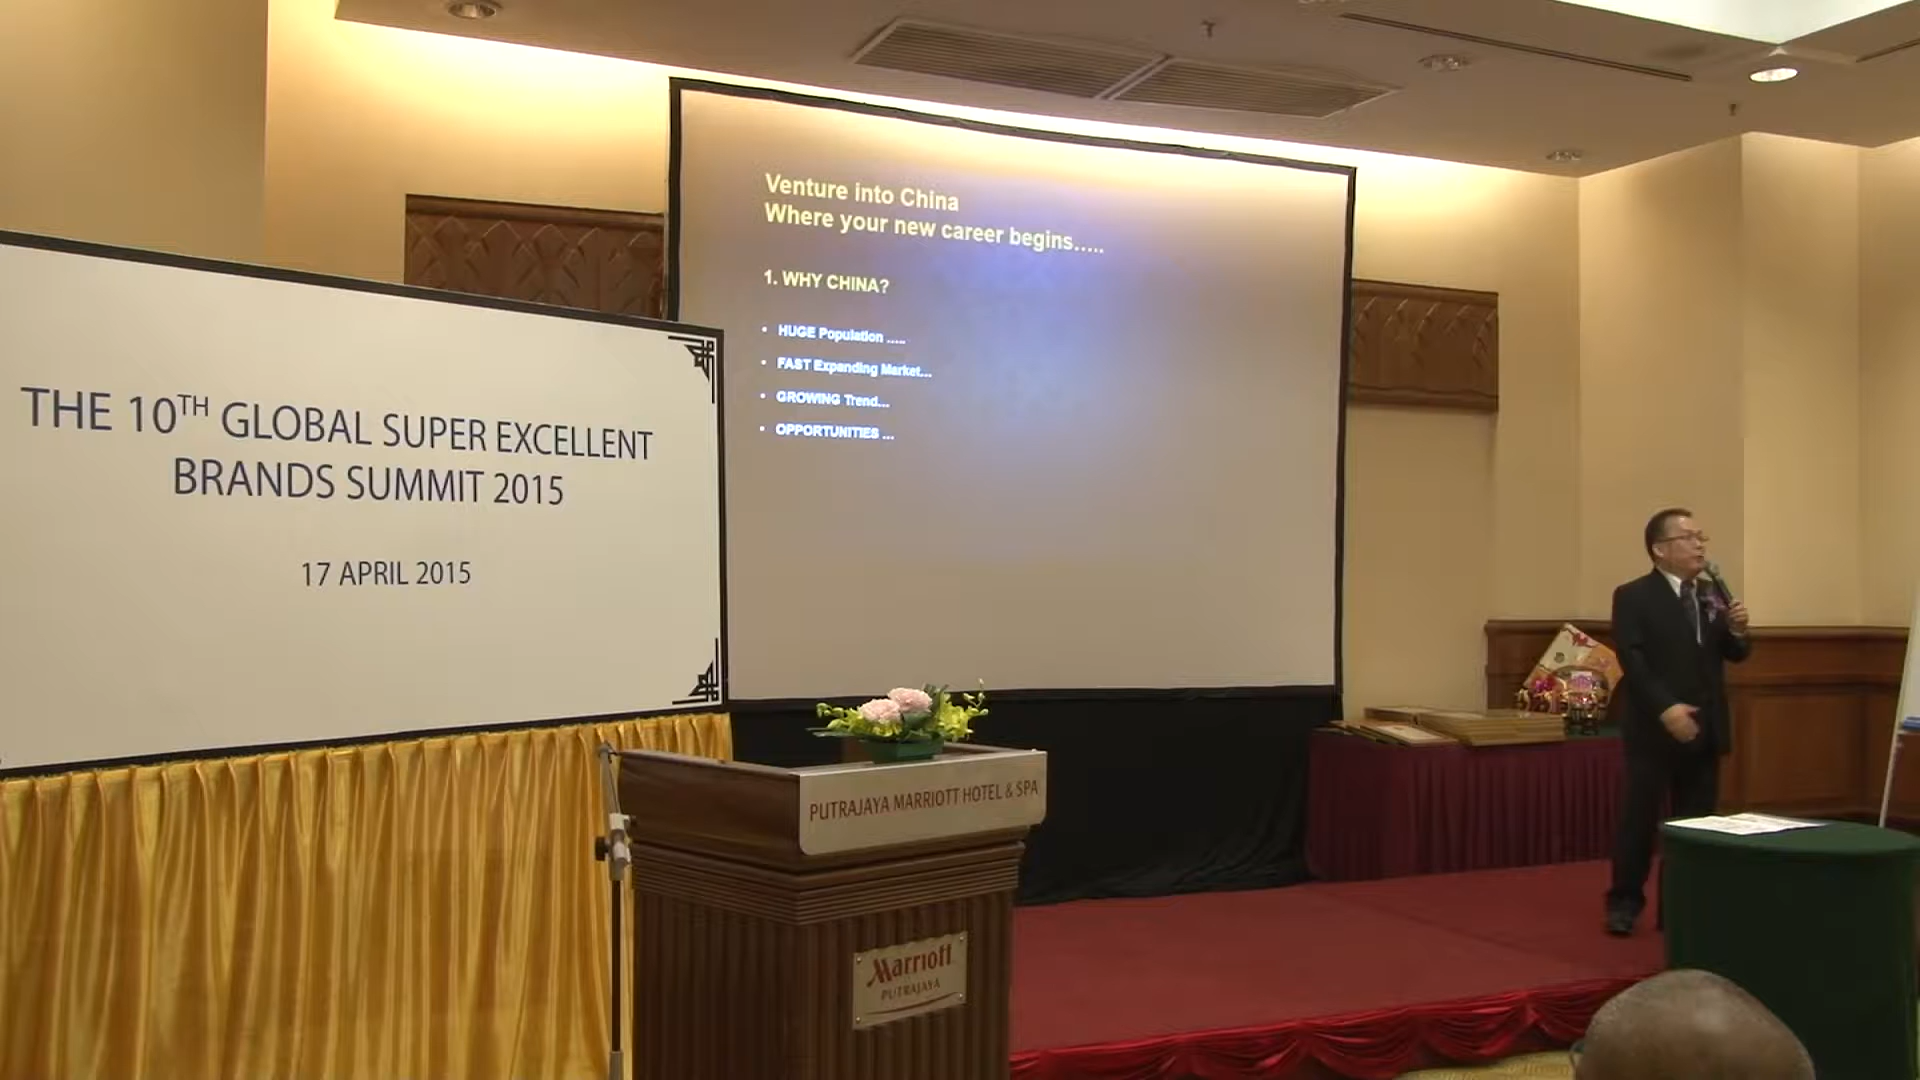 THE 10TH GLOBAL SUPER EXCELLENT
BRANDS SUMMIT 2015
17 APRIL 2015
Venture into China
Where your new career begins.....
1. WHY CHINA?
• HUGE Population .....
• FAST Expanding Market...
• GROWING Trend...
• OPPORTUNITIES ...
PUTRAJAYA MARRIOTT HOTEL & SPA
Marriott
PUTRAJAYA